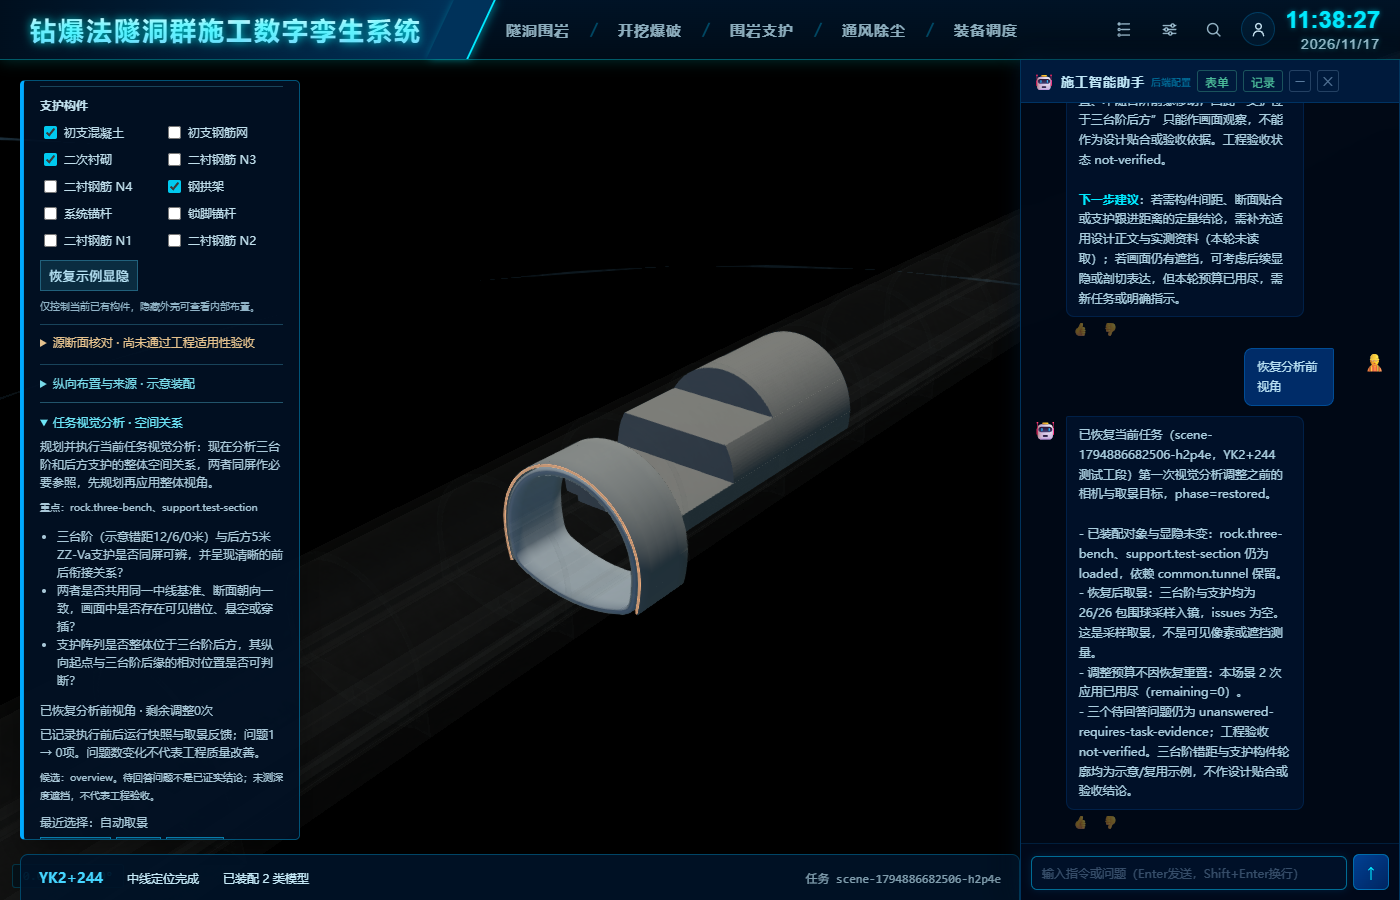 钻爆法隧洞群施工数字孪生系统
隧洞围岩 / 开挖爆破 / 围岩支护 / 通风除尘 / 装备调度
11:38:27
2026/11/17
支护构件
初支混凝土 初支钢筋网
二次衬砌 二衬钢筋 N3
二衬钢筋 N4 钢拱架
系统锚杆 锁脚锚杆
二衬钢筋 N1 二衬钢筋 N2
恢复示例显隐
仅控制当前已有构件，隐藏外壳可查看内部布置。
源断面核对 · 尚未通过工程适用性验收
纵向布置与来源 · 示意装配
任务视觉分析 · 空间关系
规划并执行当前任务视觉分析：现在分析三台
阶和后方支护的整体空间关系，两者同屏作必
要参照，先规划再应用整体视角。
重点：rock.three-bench、support.test-section
三台阶（示意错距12/6/0米）与后方5米
ZZ-Va支护是否同屏可辨，并呈现清晰的前
后衔接关系？
两者是否共用同一中线基准、断面朝向一
致，画面中是否存在可见错位、悬空或穿
插？
支护阵列是否整体位于三台阶后方，其纵
向起点与三台阶后缘的相对位置是否可判
断？
已恢复分析前视角 · 剩余调整0次
已记录执行前后运行快照与取景反馈；问题1
→ 0项。问题数变化不代表工程质量改善。
候选：overview。待回答问题不是已证实结论；未测深
度遮挡，不代表工程验收。
最近选择：自动取景
YK2+244 中线定位完成 已装配 2 类模型
任务 scene-1794886682506-h2p4e
施工智能助手 后端配置 表单 记录
于三台阶后方”只能作画面观察，不能
作为设计贴合或验收依据。工程验收状
态 not-verified。
下一步建议：若需构件间距、断面贴合
或支护跟进距离的定量结论，需补充适
用设计正文与实测资料（本轮未读
取）；若画面仍有遮挡，可考虑后续显
隐或剖切表达，但本轮预算已用尽，需
新任务或明确指示。
恢复分析前
视角
已恢复当前任务（scene-
1794886682506-h2p4e，YK2+244
测试工段）第一次视觉分析调整之前的
相机与取景目标，phase=restored。
- 已装配对象与显隐未变：rock.three-
bench、support.test-section 仍为
loaded，依赖 common.tunnel 保留。
- 恢复后取景：三台阶与支护均为
26/26 包围球采样入镜，issues 为空。
这是采样取景，不是可见像素或遮挡测
量。
- 调整预算不因恢复重置：本场景 2 次
应用已用尽（remaining=0）。
- 三个待回答问题仍为 unanswered-
requires-task-evidence；工程验收
not-verified。三台阶错距与支护构件轮
廓均为示意/复用示例，不作设计贴合或
验收结论。
输入指令或问题（Enter发送，Shift+Enter换行）